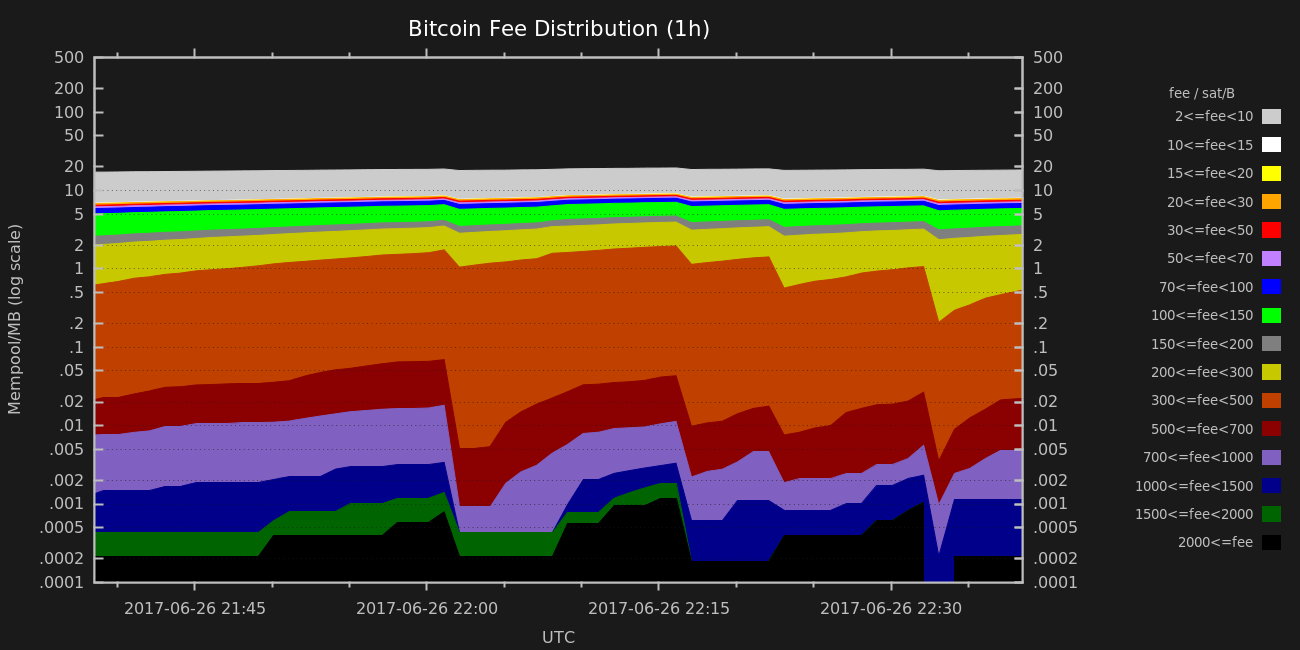 Bitcoin Fee Distribution (1h)
500 500
200 200
100 100
50 50
20 20
10 10
5 5
2 2
1 1
.5 .5
.2 .2
.1 .1
.05 .05
.02 .02
.01 .01
.005 .005
.002 .002
.001 .001
.0005 .0005
.0002 .0002
.0001 .0001
Mempool/MB (log scale)
2017-06-26 21:45 2017-06-26 22:00 2017-06-26 22:15 2017-06-26 22:30
UTC
fee / sat/B
2<=fee<10
10<=fee<15
15<=fee<20
20<=fee<30
30<=fee<50
50<=fee<70
70<=fee<100
100<=fee<150
150<=fee<200
200<=fee<300
300<=fee<500
500<=fee<700
700<=fee<1000
1000<=fee<1500
1500<=fee<2000
2000<=fee